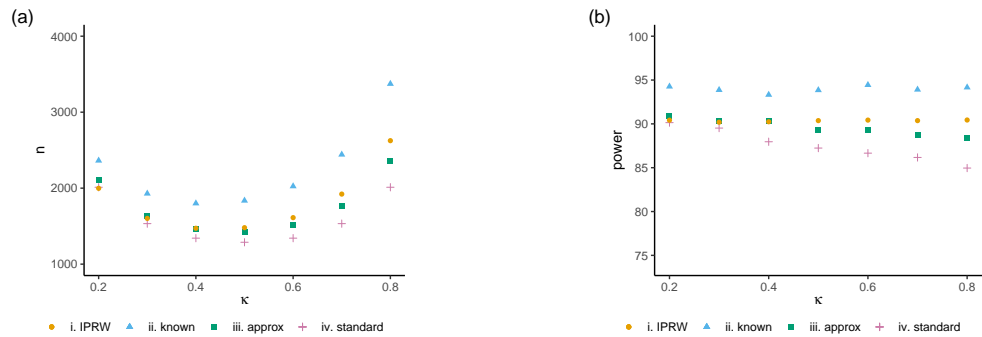 (a)
n
4000
3000
2000
1000
0.2 0.4 0.6 0.8
κ
i. IPRW ii. known iii. approx iv. standard
(b)
power
100
95
90
85
80
75
0.2 0.4 0.6 0.8
κ
i. IPRW ii. known iii. approx iv. standard